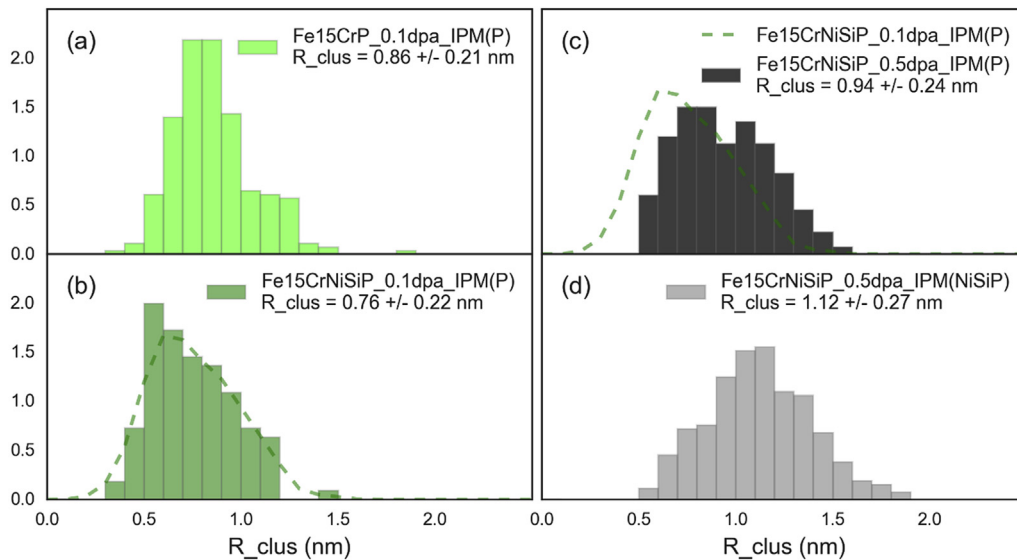 (a)
Fe15CrP_0.1dpa_IPM(P)
R_clus = 0.86 +/- 0.21 nm
2.0
1.5
1.0
0.5
0.0
(c)
Fe15CrNiSiP_0.1dpa_IPM(P)
Fe15CrNiSiP_0.5dpa_IPM(P)
R_clus = 0.94 +/- 0.24 nm
(b)
Fe15CrNiSiP_0.1dpa_IPM(P)
R_clus = 0.76 +/- 0.22 nm
2.0
1.5
1.0
0.5
0.0
0.0 0.5 1.0 1.5 2.0
R_clus (nm)
(d)
Fe15CrNiSiP_0.5dpa_IPM(NiSiP)
R_clus = 1.12 +/- 0.27 nm
0.0 0.5 1.0 1.5 2.0
R_clus (nm)